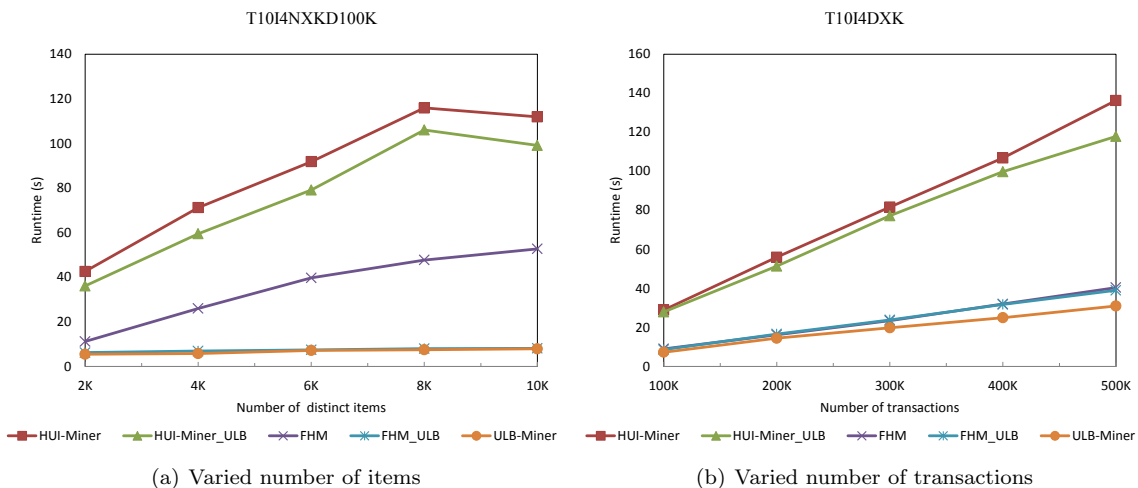 T10I4NXKD100K
140
120
100
80
60
40
20
0
Runtime (s)
2K 4K 6K 8K 10K
Number of distinct items
HUI-Miner HUI-Miner_ULB FHM FHM_ULB ULB-Miner
(a) Varied number of items
T10I4DXK
160
140
120
100
80
60
40
20
0
Runtime (s)
100K 200K 300K 400K 500K
Number of transactions
HUI-Miner HUI-Miner_ULB FHM FHM_ULB ULB-Miner
(b) Varied number of transactions